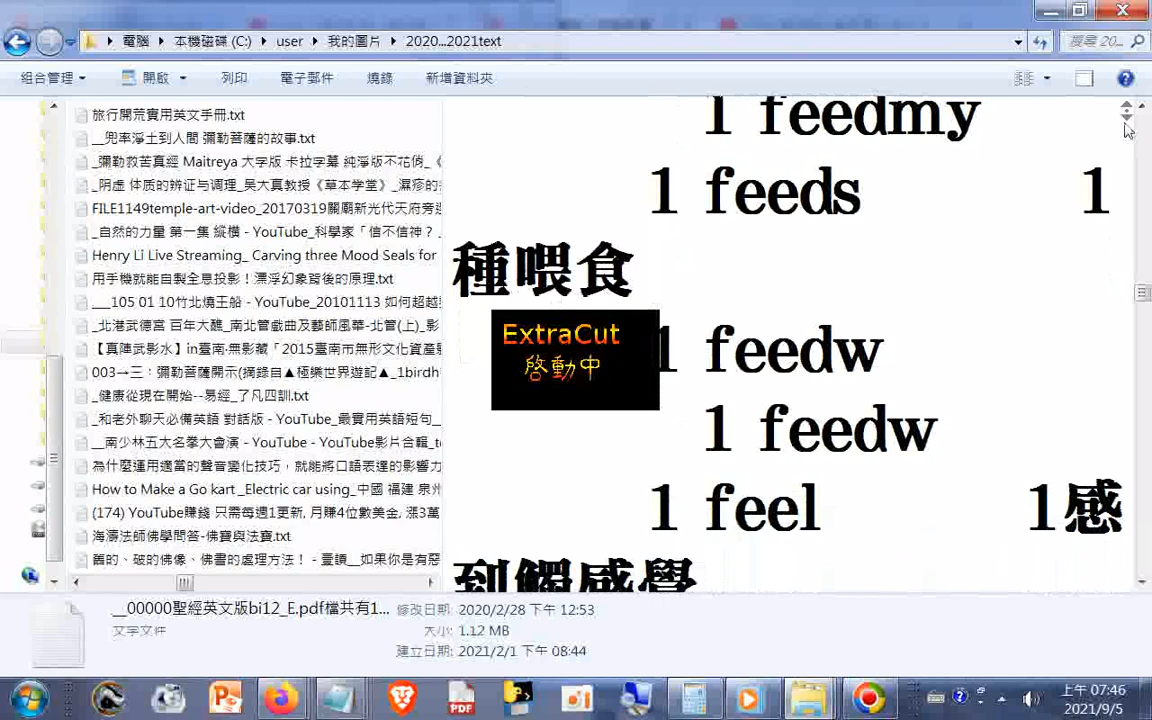 電腦 本機磁碟 (C:) user 我的圖片 2020...2021text
搜尋 20...
組合管理 開啟 列印 電子郵件 燒錄 新增資料夾
旅行開荒實用英文手冊.txt
__兜率淨土到人間 彌勒菩薩的故事.txt
_彌勒救苦真經 Maitreya 大字版 卡拉字幕 純淨版不花俏_《
_阴虚 体质的辨证与调理_吴大真教授《草本学堂》_濕疹的
FILE1149temple-art-video_20170319關廟新光代天府旁邊
_自然的力量 第一集 縱橫 - YouTube_科學家「信不信神？」
Henry Li Live Streaming_ Carving three Mood Seals for
用手機就能自製全息投影！漂浮幻象背後的原理.txt
___105 01 10竹北燒王船 - YouTube_20101113 如何超越
_北港武德宮 百年大醮_南北管戲曲及藝師風華-北管(上)_影
【真陣武影水】in臺南·無影藏「2015臺南市無形文化資產
003→三：彌勒菩薩開示(摘錄目▲極樂世界遊記▲_1birdh
_健康從現在開始--易經_了凡四訓.txt
_和老外聊天必備英語 對話版 - YouTube_最實用英語短句_
__南少林五大名拳大會演 - YouTube - YouTube影片合輯_to
為什麼運用適當的聲音變化技巧，就能將口語表達的影響力
How to Make a Go kart _Electric car using_中國 福建 泉州
(174) YouTube賺錢 只需每週1更新, 月賺4位數美金, 漲3萬
海濤法師佛學問答-佛寶與法寶.txt
舊的、破的佛像、佛書的處理方法！ - 壹讀__如果你是有惡
1 feedmy
1 feeds 1
種喂食
1 feedw
1 feedw
1 feel 1感
到觸感覺
ExtraCut
啓動中
__00000聖經英文版bi12_E.pdf檔共有1... 修改日期: 2020/2/28 下午 12:53
文字文件 大小: 1.12 MB
建立日期: 2021/2/1 下午 08:44
PDF
上午 07:46
2021/9/5